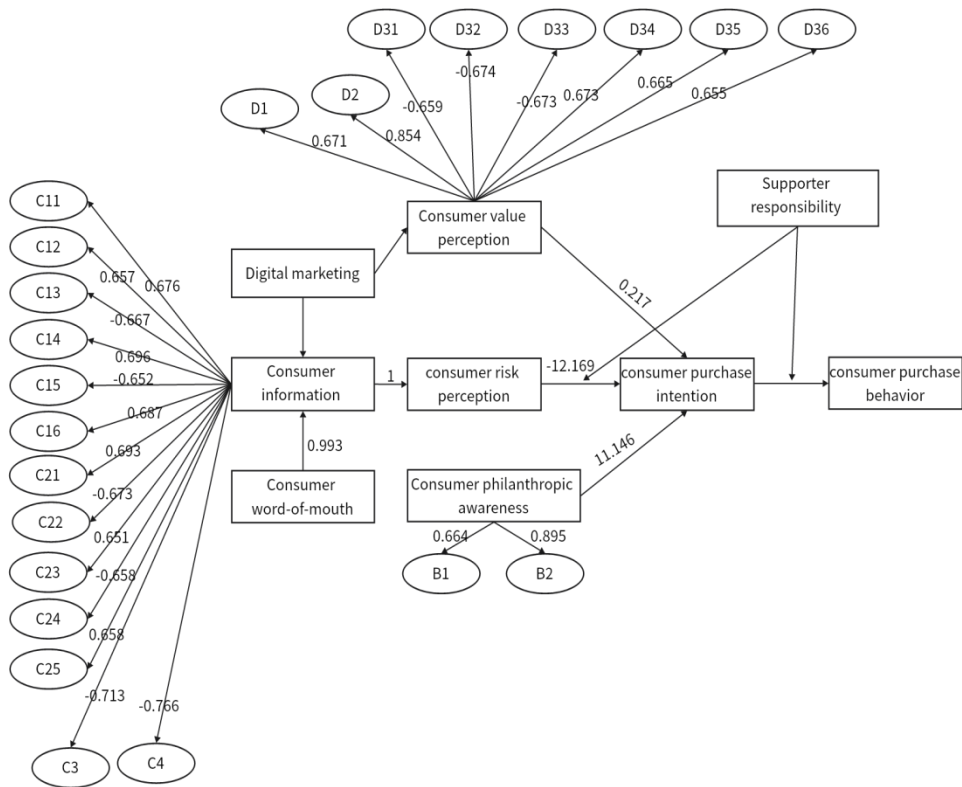 D31
D32
D33
D34
D35
D36
D1
D2
-0.659
-0.674
-0.673
0.673
0.665
0.655
0.671
0.854
Supporter
responsibility
Consumer value
perception
Digital marketing
0.217
C11
C12
C13
C14
C15
C16
C21
C22
C23
C24
C25
C3
C4
0.676
0.657
-0.667
0.696
-0.652
0.687
0.693
-0.673
0.651
-0.658
0.658
-0.713
-0.766
Consumer
information
1
consumer risk
perception
-12.169
consumer purchase
intention
consumer purchase
behavior
0.993
Consumer
word-of-mouth
11.146
Consumer philanthropic
awareness
0.664
0.895
B1
B2